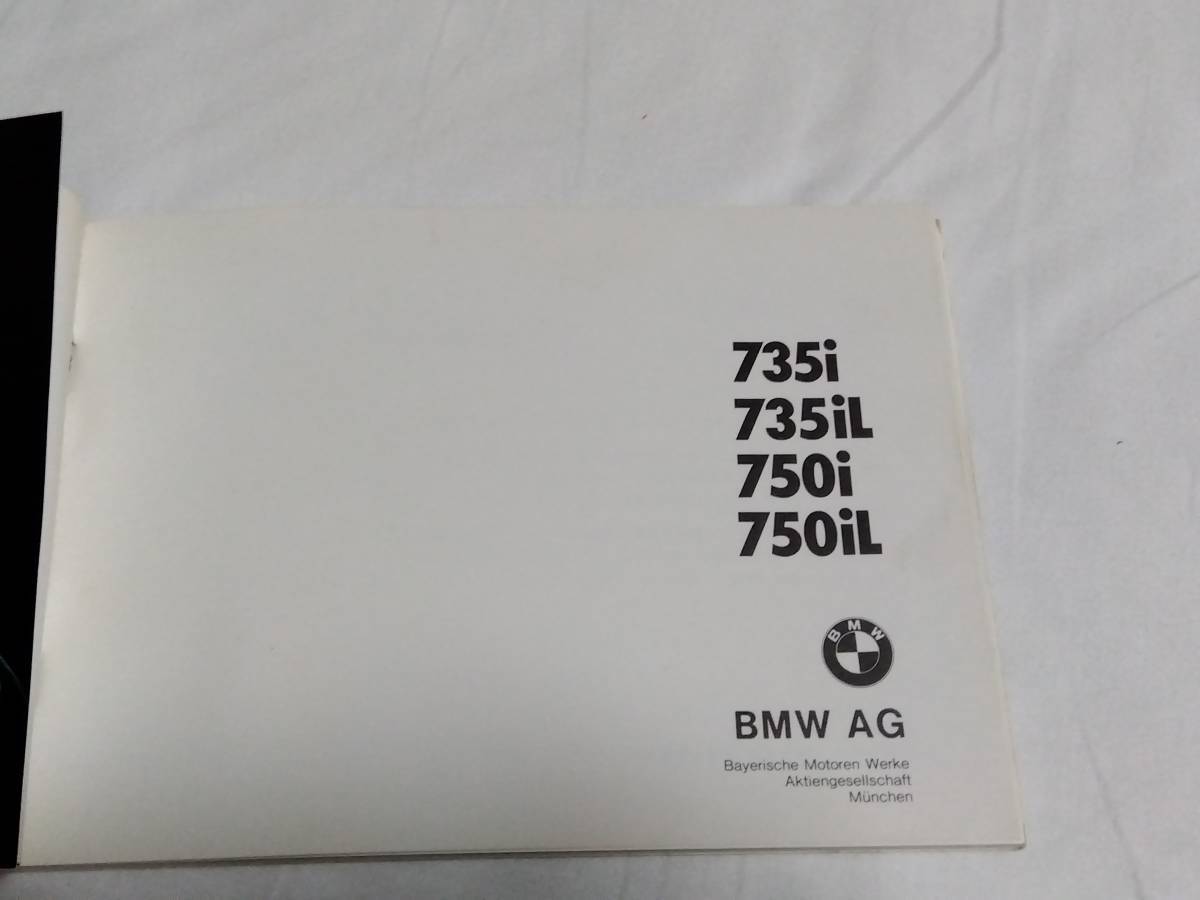 735i
735iL
750i
750iL
BMW
BMW AG
Bayerische Motoren Werke
Aktiengesellschaft
München